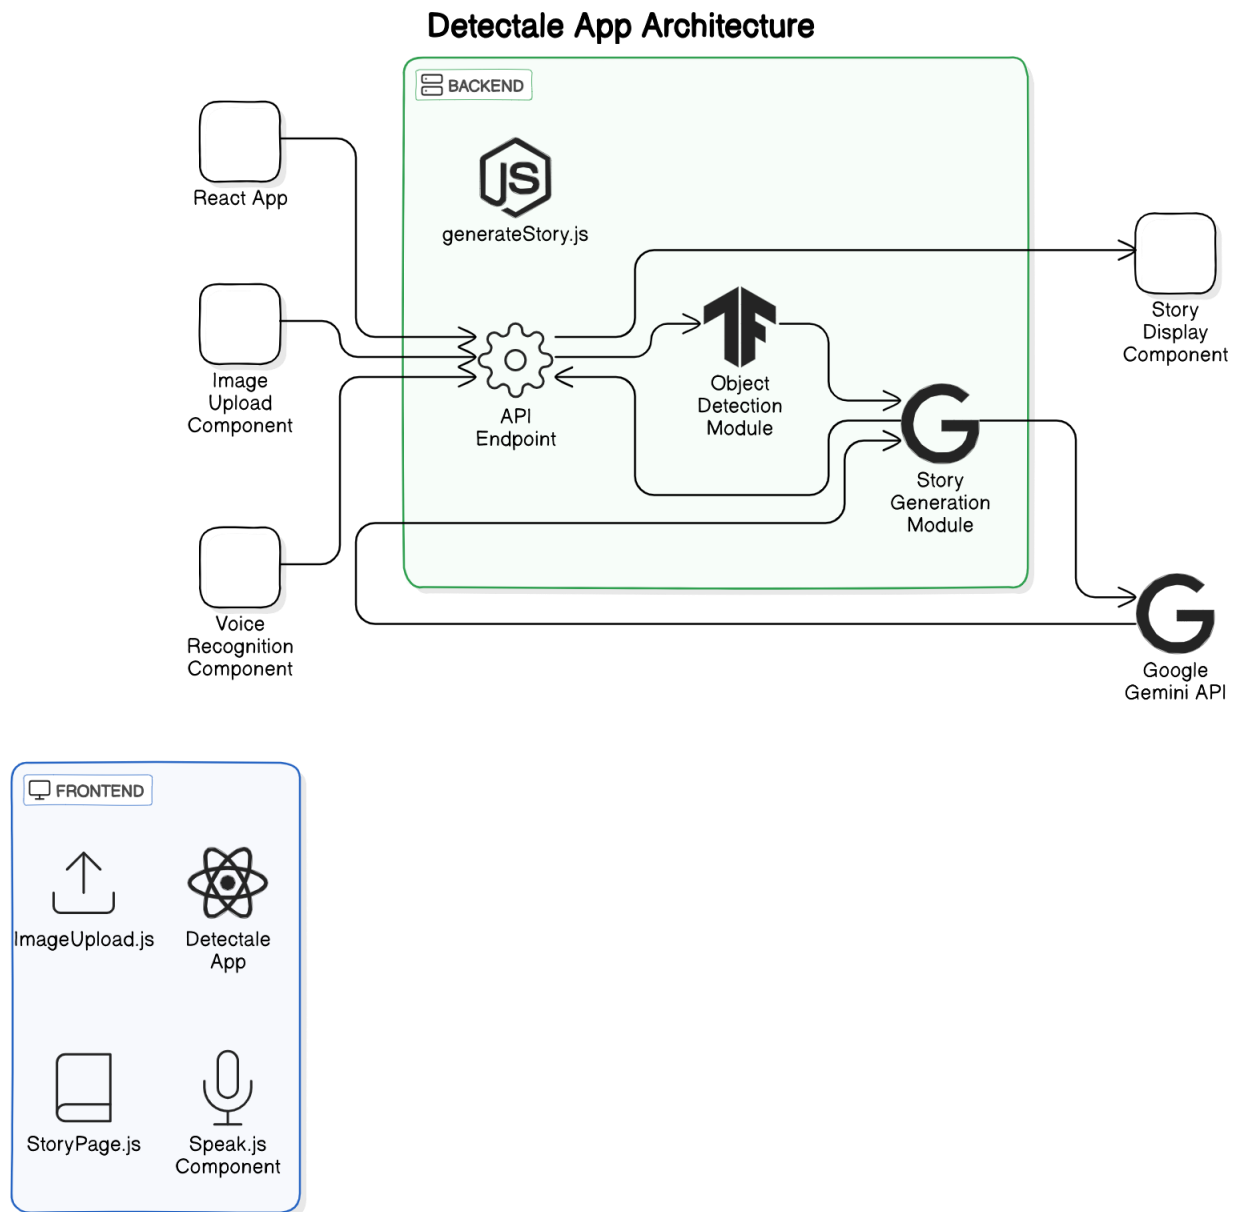 Detectale App Architecture
BACKEND
React App
JS
generateStory.js
Image
Upload
Component
API
Endpoint
Object
Detection
Module
Story
Generation
Module
Story
Display
Component
Voice
Recognition
Component
Google
Gemini API
FRONTEND
ImageUpload.js
Detectale
App
StoryPage.js
Speak.js
Component